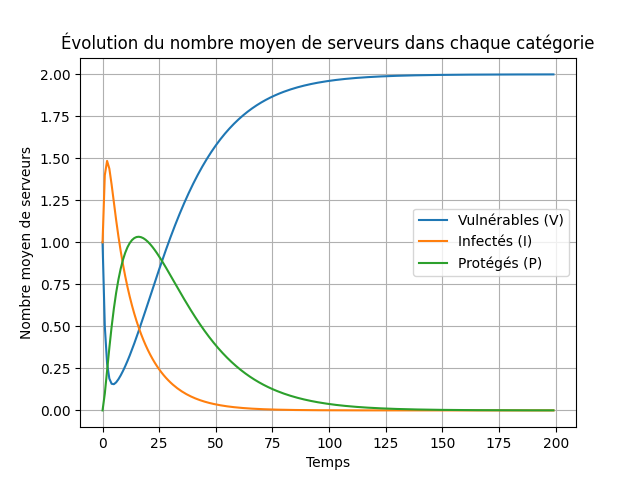 Évolution du nombre moyen de serveurs dans chaque catégorie
Nombre moyen de serveurs
2.00
1.75
1.50
1.25
1.00
0.75
0.50
0.25
0.00
Vulnérables (V)
Infectés (I)
Protégés (P)
0 25 50 75 100 125 150 175 200
Temps